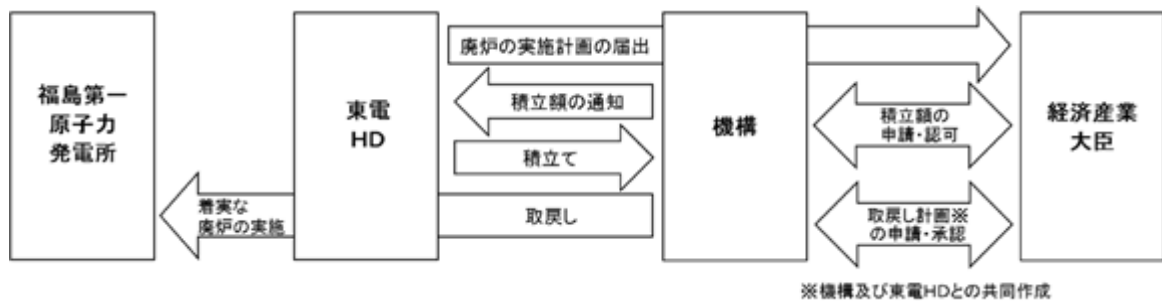 福島第一
原子力
発電所
東電
HD
機構
経済産業
大臣
廃炉の実施計画の届出
積立額の通知
積立て
取戻し
着実な
廃炉の実施
積立額の
申請・認可
取戻し計画※
の申請・承認
※機構及び東電HDとの共同作成